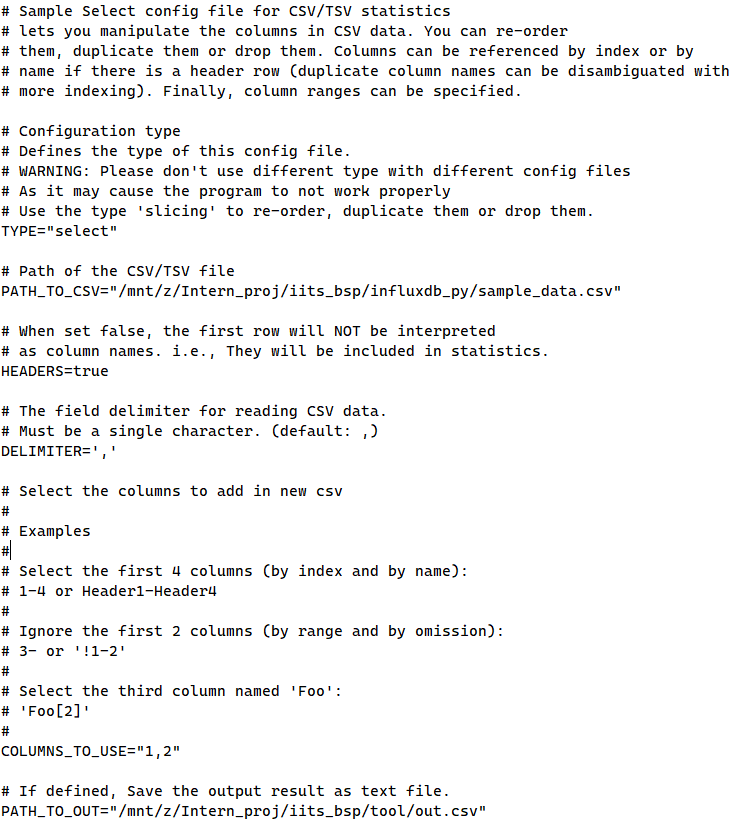 # Sample Select config file for CSV/TSV statistics
# lets you manipulate the columns in CSV data. You can re-order
# them, duplicate them or drop them. Columns can be referenced by index or by
# name if there is a header row (duplicate column names can be disambiguated with
# more indexing). Finally, column ranges can be specified.

# Configuration type
# Defines the type of this config file.
# WARNING: Please don't use different type with different config files
# As it may cause the program to not work properly
# Use the type 'slicing' to re-order, duplicate them or drop them.
TYPE="select"

# Path of the CSV/TSV file
PATH_TO_CSV="/mnt/z/Intern_proj/iits_bsp/influxdb_py/sample_data.csv"

# When set false, the first row will NOT be interpreted
# as column names. i.e., They will be included in statistics.
HEADERS=true

# The field delimiter for reading CSV data.
# Must be a single character. (default: ,)
DELIMITER=','

# Select the columns to add in new csv
#
# Examples
#
# Select the first 4 columns (by index and by name):
# 1-4 or Header1-Header4
#
# Ignore the first 2 columns (by range and by omission):
# 3- or '!1-2'
#
# Select the third column named 'Foo':
# 'Foo[2]'
#
COLUMNS_TO_USE="1,2"

# If defined, Save the output result as text file.
PATH_TO_OUT="/mnt/z/Intern_proj/iits_bsp/tool/out.csv"